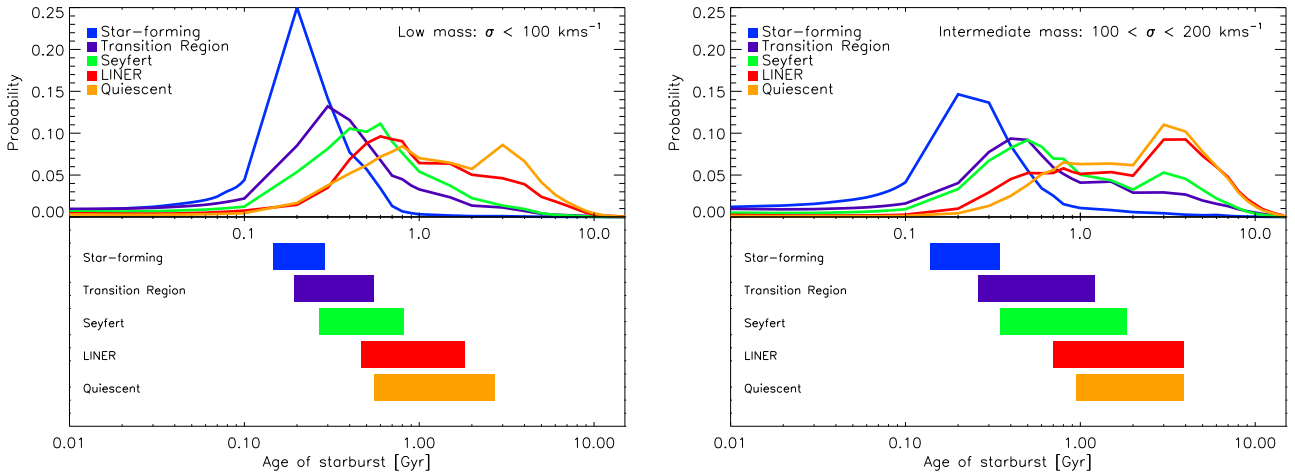 0.25
0.20
0.15
0.10
0.05
0.00
Probability
Star-forming
Transition Region
Seyfert
LINER
Quiescent
Low mass: σ < 100 kms⁻¹
0.1
1.0
10.0
Star-forming
Transition Region
Seyfert
LINER
Quiescent
0.01
0.10
1.00
10.00
Age of starburst [Gyr]
0.25
0.20
0.15
0.10
0.05
0.00
Probability
Star-forming
Transition Region
Seyfert
LINER
Quiescent
Intermediate mass: 100 < σ < 200 kms⁻¹
0.1
1.0
10.0
Star-forming
Transition Region
Seyfert
LINER
Quiescent
0.01
0.10
1.00
10.00
Age of starburst [Gyr]